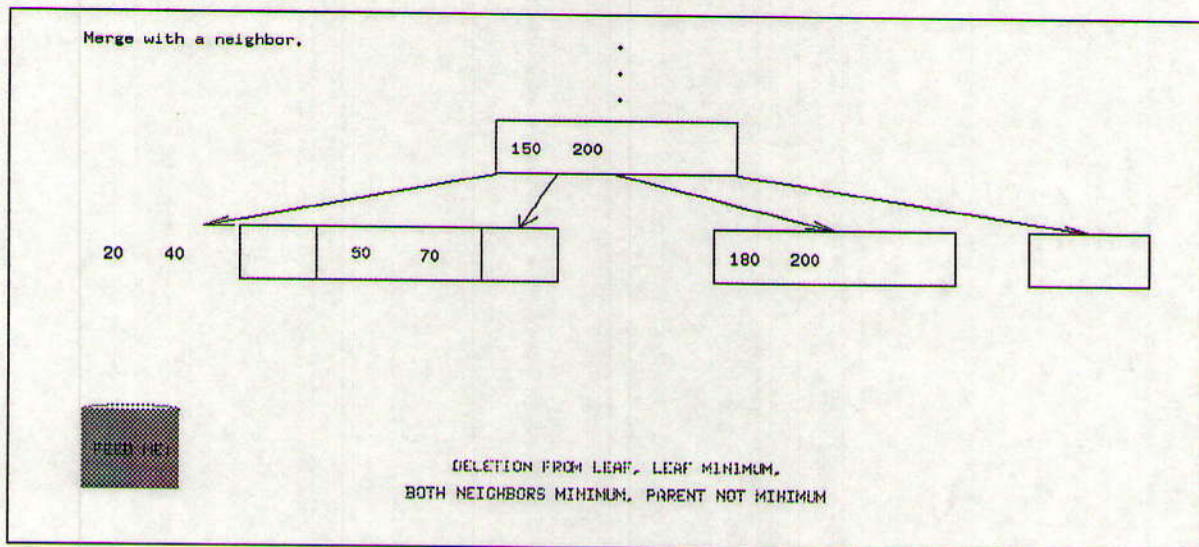 Merge with a neighbor.
150 200
20 40 50 70 180 200
FEED ME!
DELETION FROM LEAF, LEAF MINIMUM,
BOTH NEIGHBORS MINIMUM, PARENT NOT MINIMUM